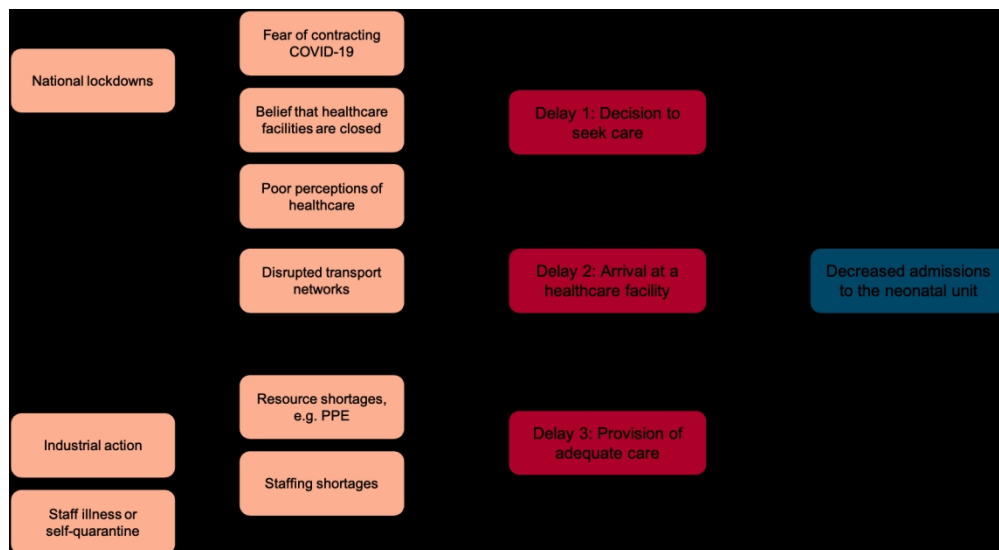 National lockdowns
Fear of contracting
COVID-19
Belief that healthcare
facilities are closed
Poor perceptions of
healthcare
Disrupted transport
networks
Delay 1: Decision to
seek care
Delay 2: Arrival at a
healthcare facility
Decreased admissions
to the neonatal unit
Industrial action
Staff illness or
self-quarantine
Resource shortages,
e.g. PPE
Staffing shortages
Delay 3: Provision of
adequate care